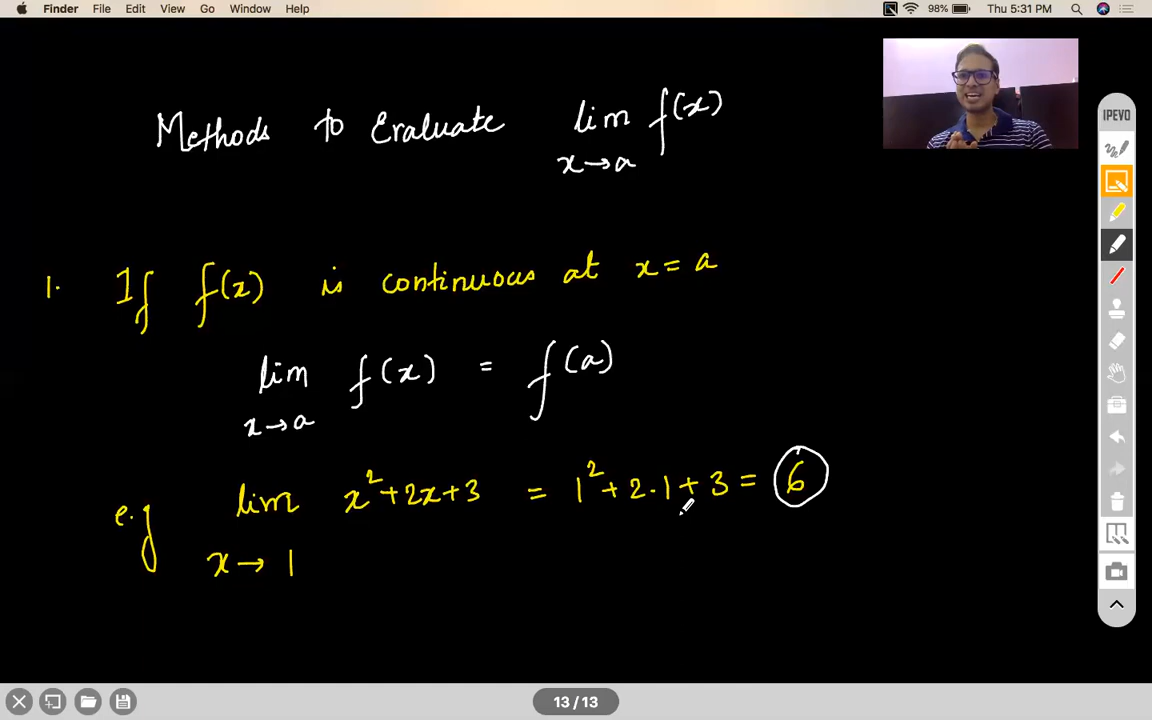 Finder File Edit View Go Window Help 98% Thu 5:31 PM
Methods to Evaluate lim f(x)
x→a
IPEVO
1. If f(x) is continuous at x = a
lim f(x) = f(a)
x→a
e.g lim x²+2x+3 = 1²+2·1+3 = 6
x→1
13 / 13